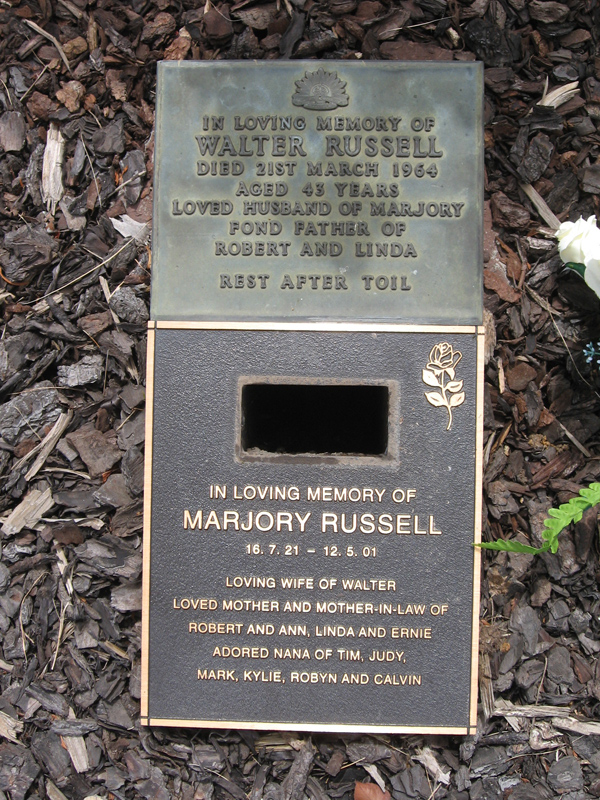 IN LOVING MEMORY OF
WALTER RUSSELL
DIED 21ST MARCH 1964
AGED 43 YEARS
LOVED HUSBAND OF MARJORY
FOND FATHER OF
ROBERT AND LINDA
REST AFTER TOIL
IN LOVING MEMORY OF
MARJORY RUSSELL
16. 7. 21 – 12. 5. 01
LOVING WIFE OF WALTER
LOVED MOTHER AND MOTHER-IN-LAW OF
ROBERT AND ANN, LINDA AND ERNIE
ADORED NANA OF TIM, JUDY,
MARK, KYLIE, ROBYN AND CALVIN